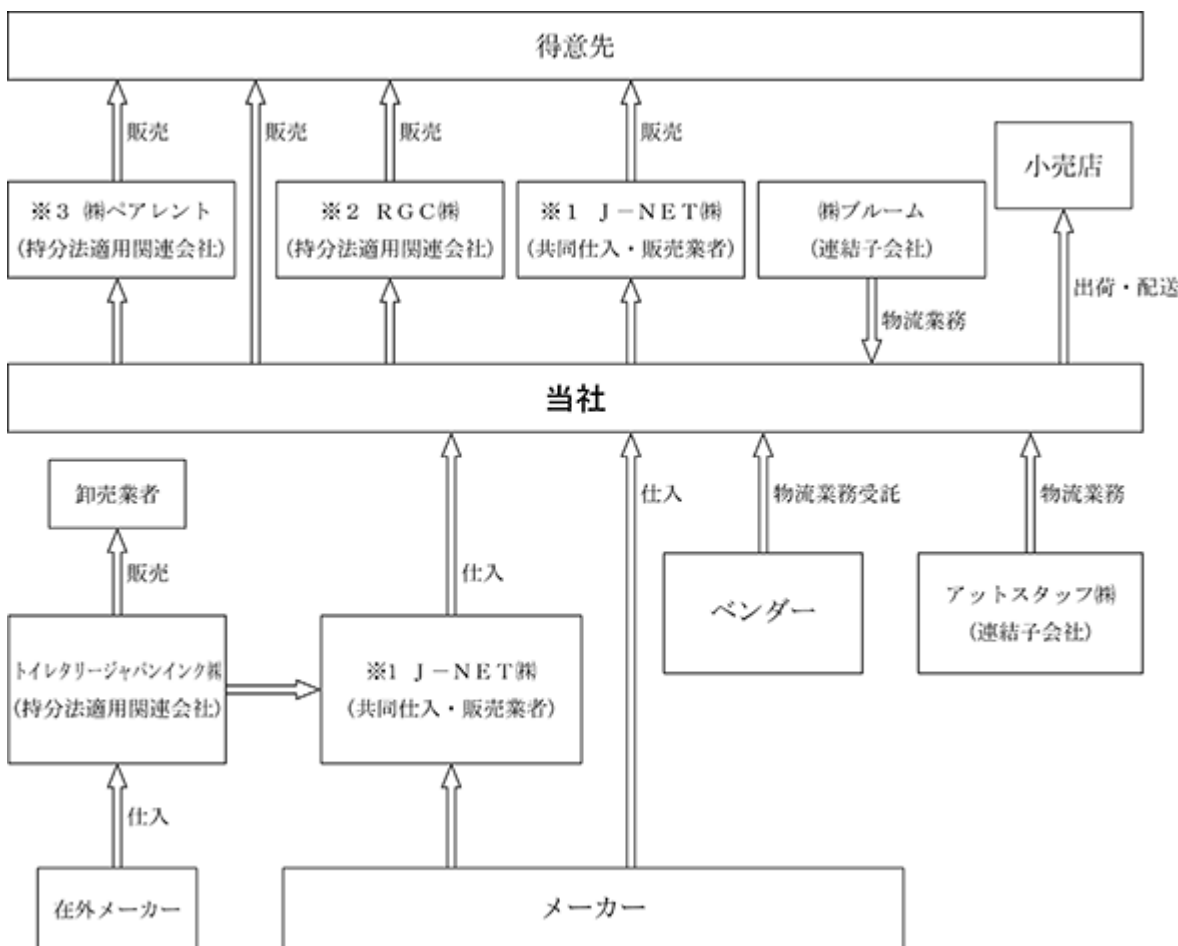 得意先
販売
販売
販売
販売
小売店
※3 ㈱ペアレント
(持分法適用関連会社)
※2 RGC㈱
(持分法適用関連会社)
※1 J－NET㈱
(共同仕入・販売業者)
㈱ブルーム
(連結子会社)
出荷・配送
物流業務
当社
卸売業者
仕入
物流業務受託
物流業務
販売
仕入
ベンダー
アットスタッフ㈱
(連結子会社)
トイレタリージャパンインク㈱
(持分法適用関連会社)
※1 J－NET㈱
(共同仕入・販売業者)
仕入
在外メーカー
メーカー